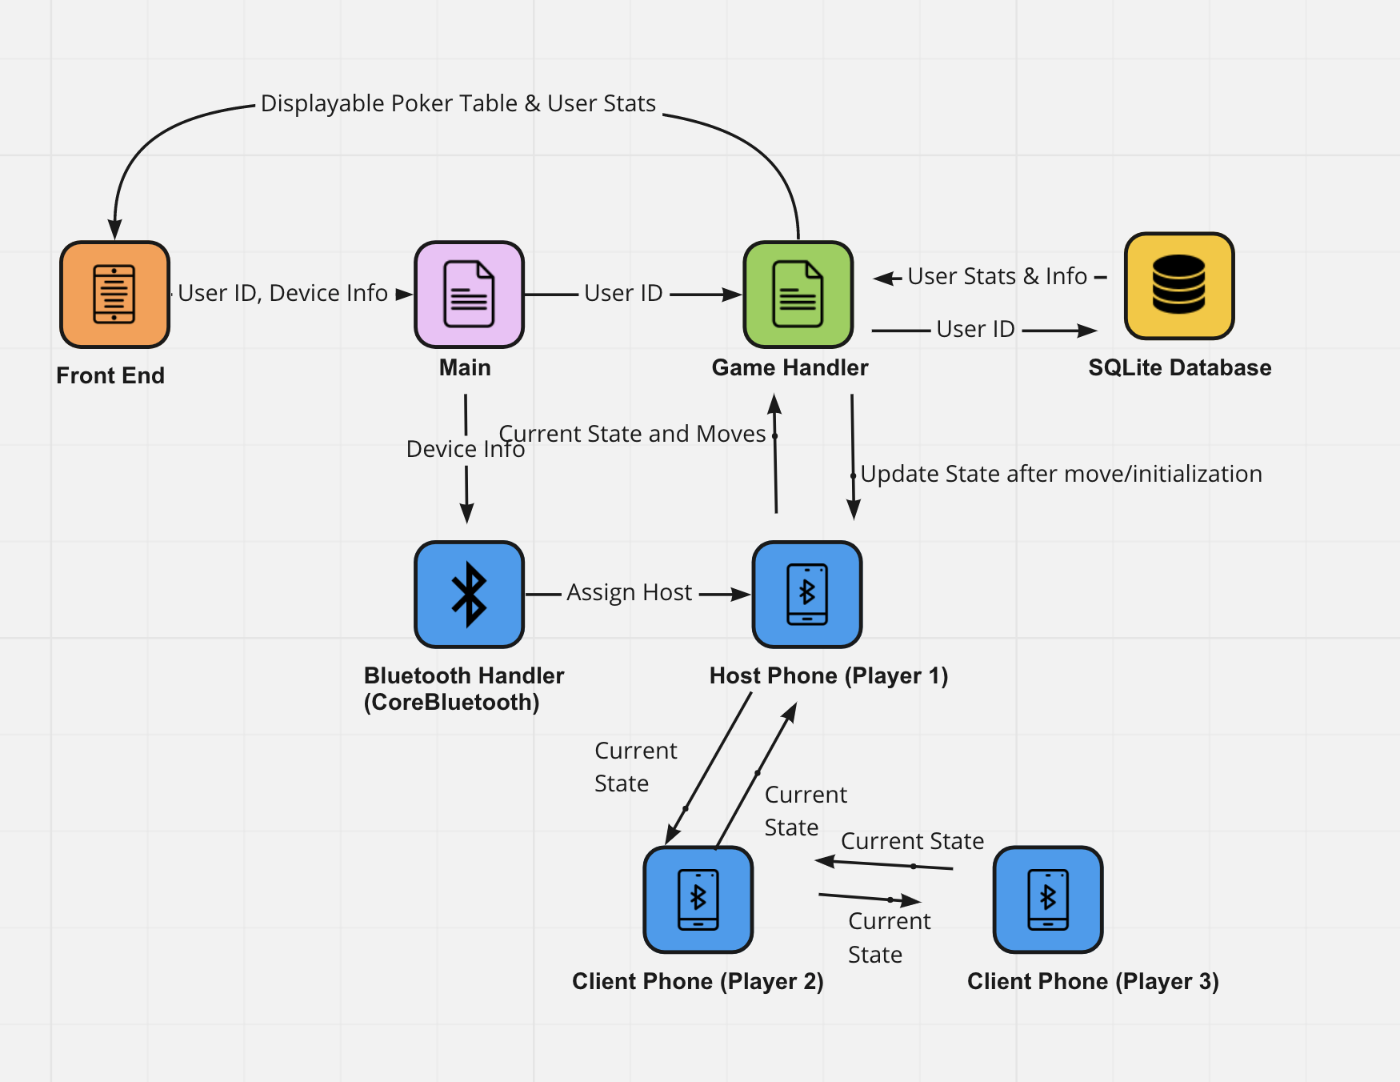 Displayable Poker Table & User Stats
User ID, Device Info
User ID
User Stats & Info
User ID
Front End
Main
Game Handler
SQLite Database
Device Info
Current State and Moves
Update State after move/initialization
Assign Host
Bluetooth Handler
(CoreBluetooth)
Host Phone (Player 1)
Current
State
Current
State
Current State
Current
State
Client Phone (Player 2)
Client Phone (Player 3)